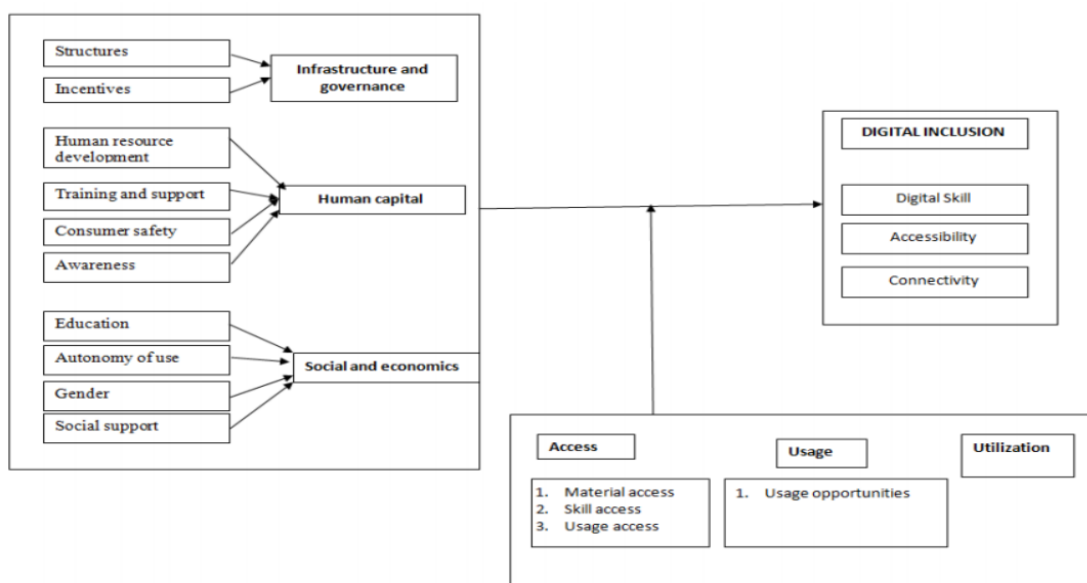 Structures
Incentives
Infrastructure and
governance
Human resource
development
Training and support
Consumer safety
Awareness
Human capital
Education
Autonomy of use
Gender
Social support
Social and economics
DIGITAL INCLUSION
Digital Skill
Accessibility
Connectivity
Access
1. Material access
2. Skill access
3. Usage access
Usage
1. Usage opportunities
Utilization